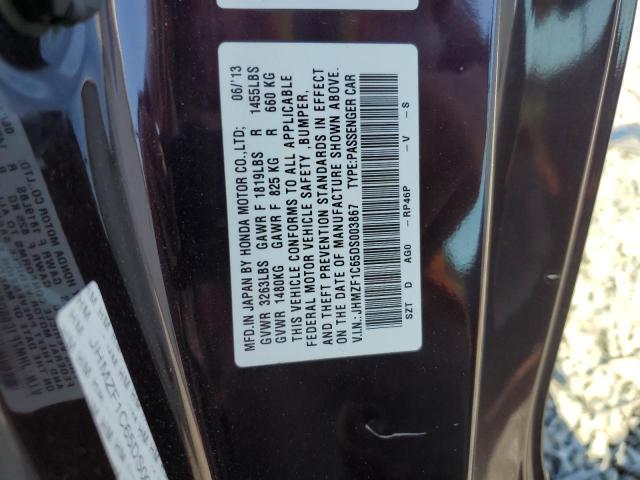 MFD.IN JAPAN BY HONDA MOTOR CO.,LTD; 06/'13
GVWR 3263LBS GAWR F 1819LBS R 1455LBS
GVWR 1480KG GAWR F 825 KG R 660 KG
THIS VEHICLE CONFORMS TO ALL APPLICABLE
FEDERAL MOTOR VEHICLE SAFETY ,BUMPER,
AND THEFT PREVENTION STANDARDS IN EFFECT
ON THE DATE OF MANUFACTURE SHOWN ABOVE.
V.I.N.:JHMZF1C65DS003867 TYPE:PASSENGER CAR
SZT D AG0 - RP46P - V - S
JHMZF1C65DS